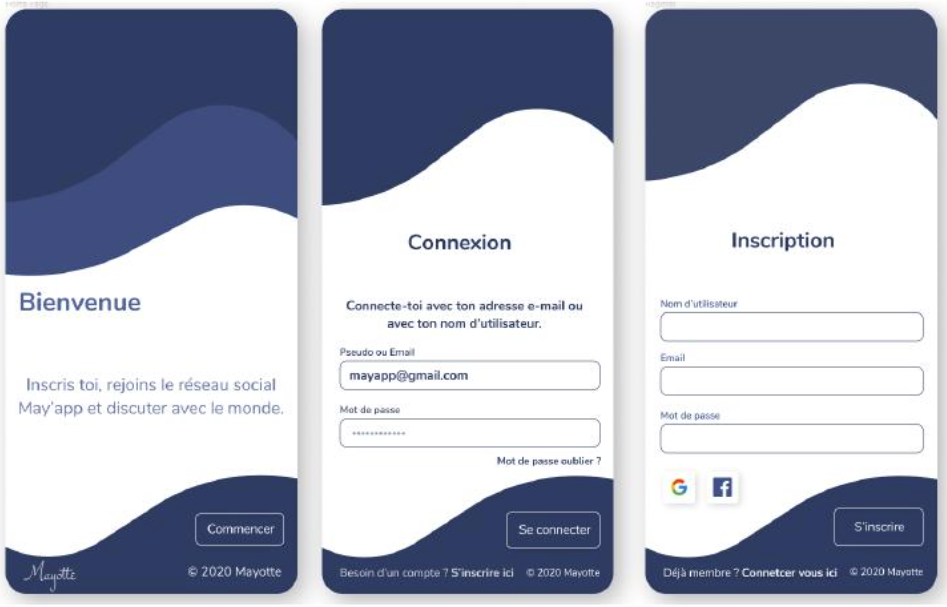 Bienvenue
Inscris toi, rejoins le réseau social
May'app et discuter avec le monde.
Commencer
Mayotte
© 2020 Mayotte
Connexion
Connecte-toi avec ton adresse e-mail ou
avec ton nom d'utilisateur.
Pseudo ou Email
mayapp@gmail.com
Mot de passe
************
Mot de passe oublier ?
Se connecter
Besoin d'un compte ? S'inscrire ici
© 2020 Mayotte
Inscription
Nom d'utilisateur
Email
Mot de passe
G
f
S'inscrire
Déjà membre ? Connetcer vous ici
© 2020 Mayotte